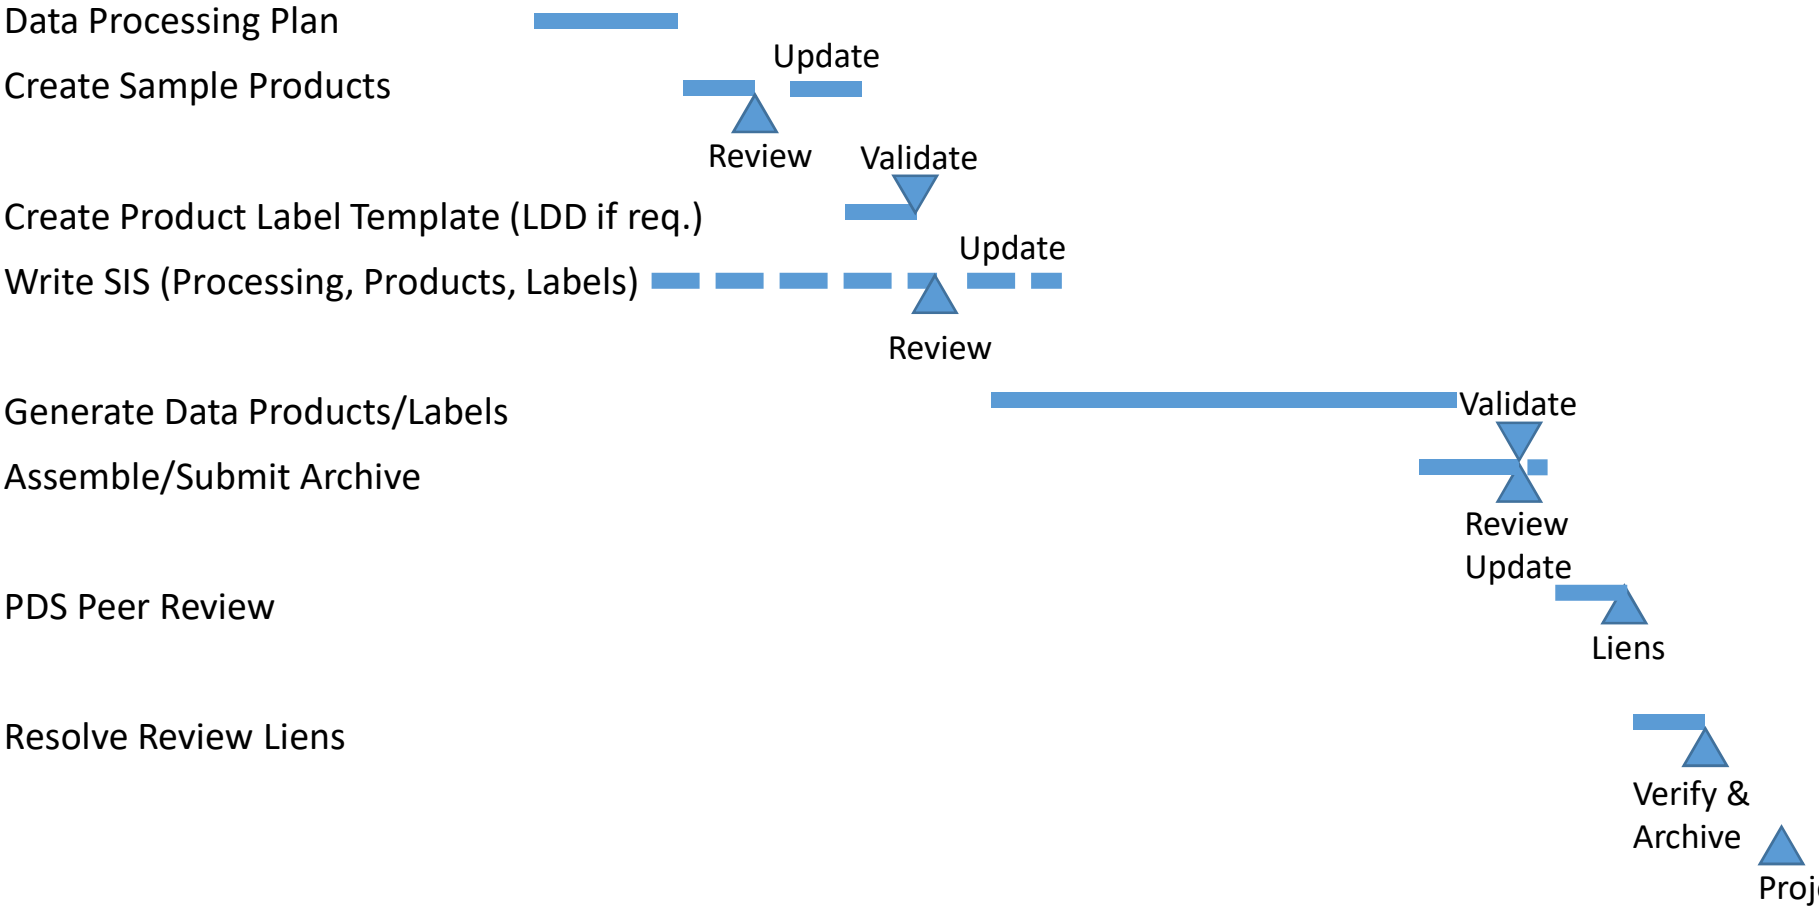 Data Processing Plan
Update
Create Sample Products
Review
Validate
Create Product Label Template (LDD if req.)
Update
Write SIS (Processing, Products, Labels)
Review
Validate
Generate Data Products/Labels
Assemble/Submit Archive
Review
Update
PDS Peer Review
Liens
Resolve Review Liens
Verify &
Archive